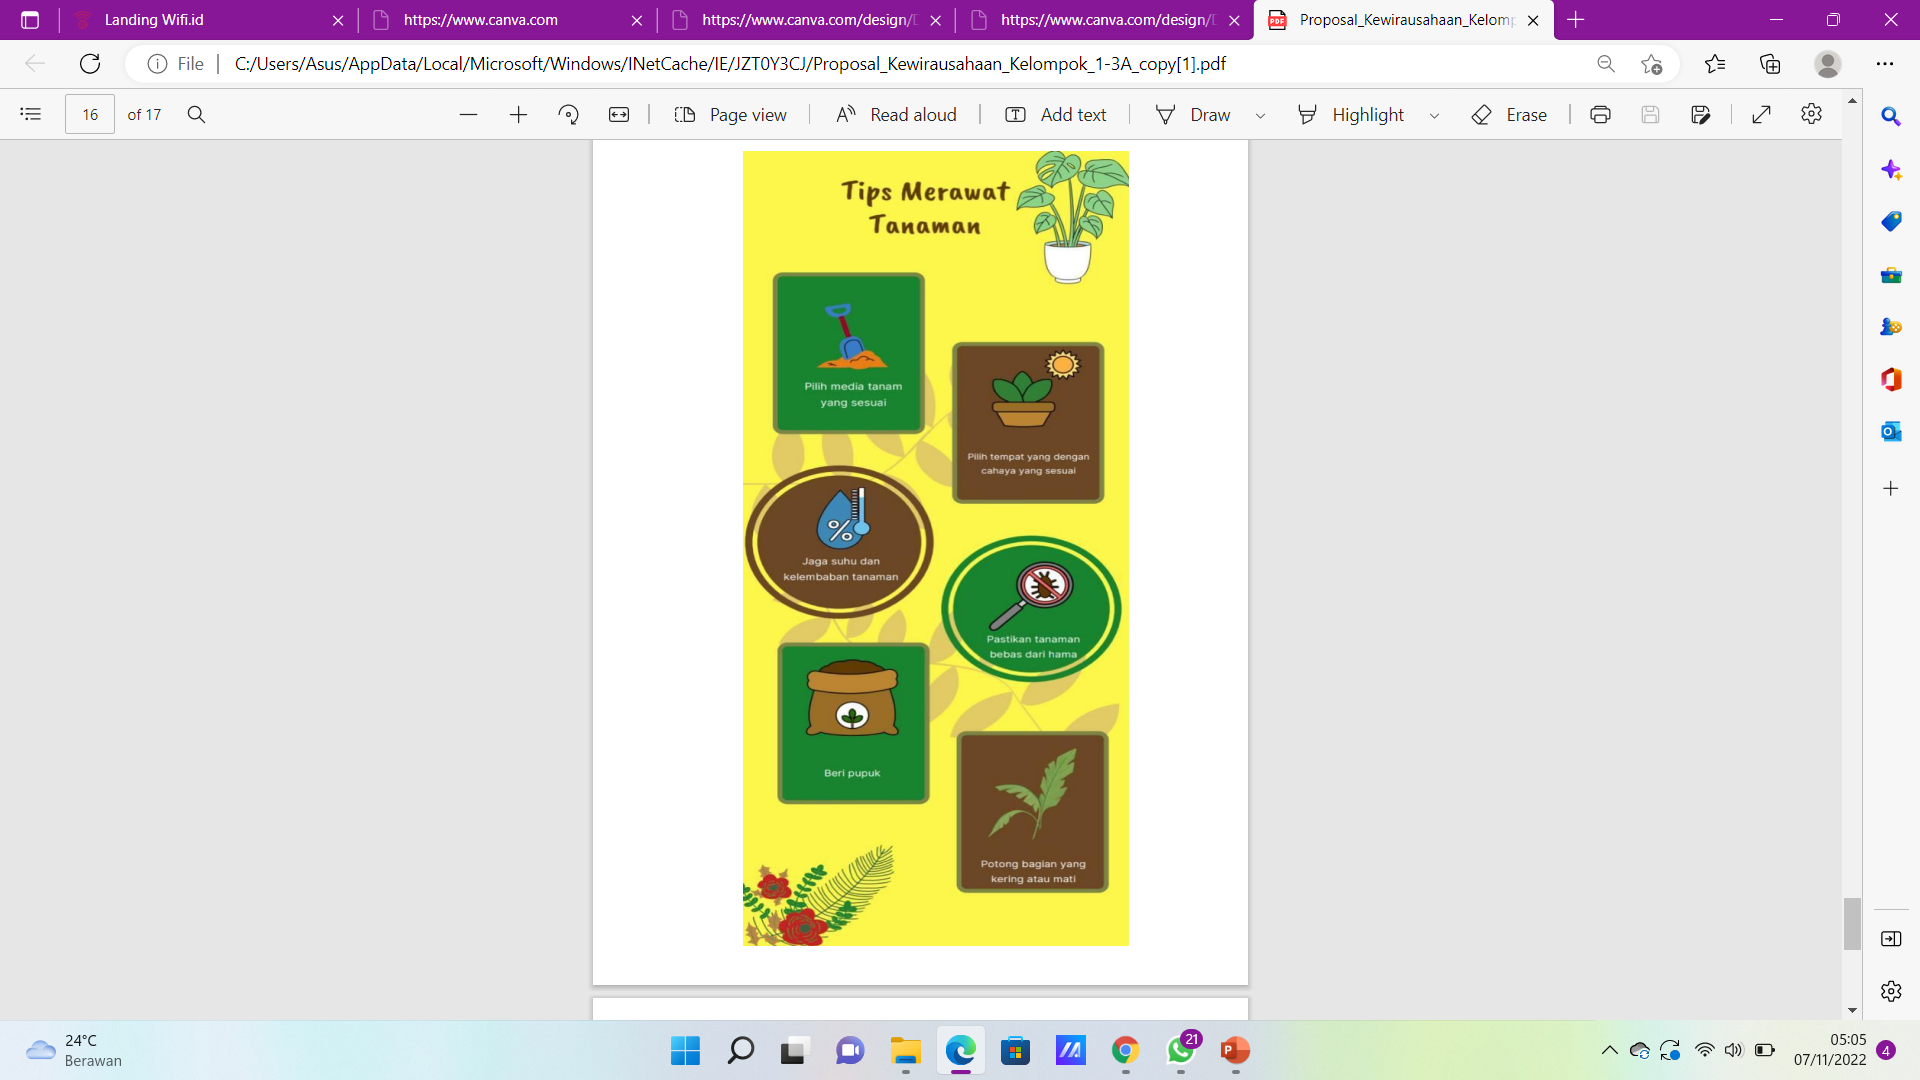 Landing Wifi.id
https://www.canva.com
https://www.canva.com/design/
https://www.canva.com/design/
Proposal_Kewirausahaan_Kelomp
File
C:/Users/Asus/AppData/Local/Microsoft/Windows/INetCache/IE/JZT0Y3CJ/Proposal_Kewirausahaan_Kelompok_1-3A_copy[1].pdf
16 of 17
Page view
Read aloud
Add text
Draw
Highlight
Erase
Tips Merawat
Tanaman
Pilih media tanam
yang sesuai
Pilih tempat yang dengan
cahaya yang sesuai
%
Jaga suhu dan
kelembaban tanaman
Pastikan tanaman
bebas dari hama
Beri pupuk
Potong bagian yang
kering atau mati
24°C
Berawan
21
05:05
07/11/2022
4